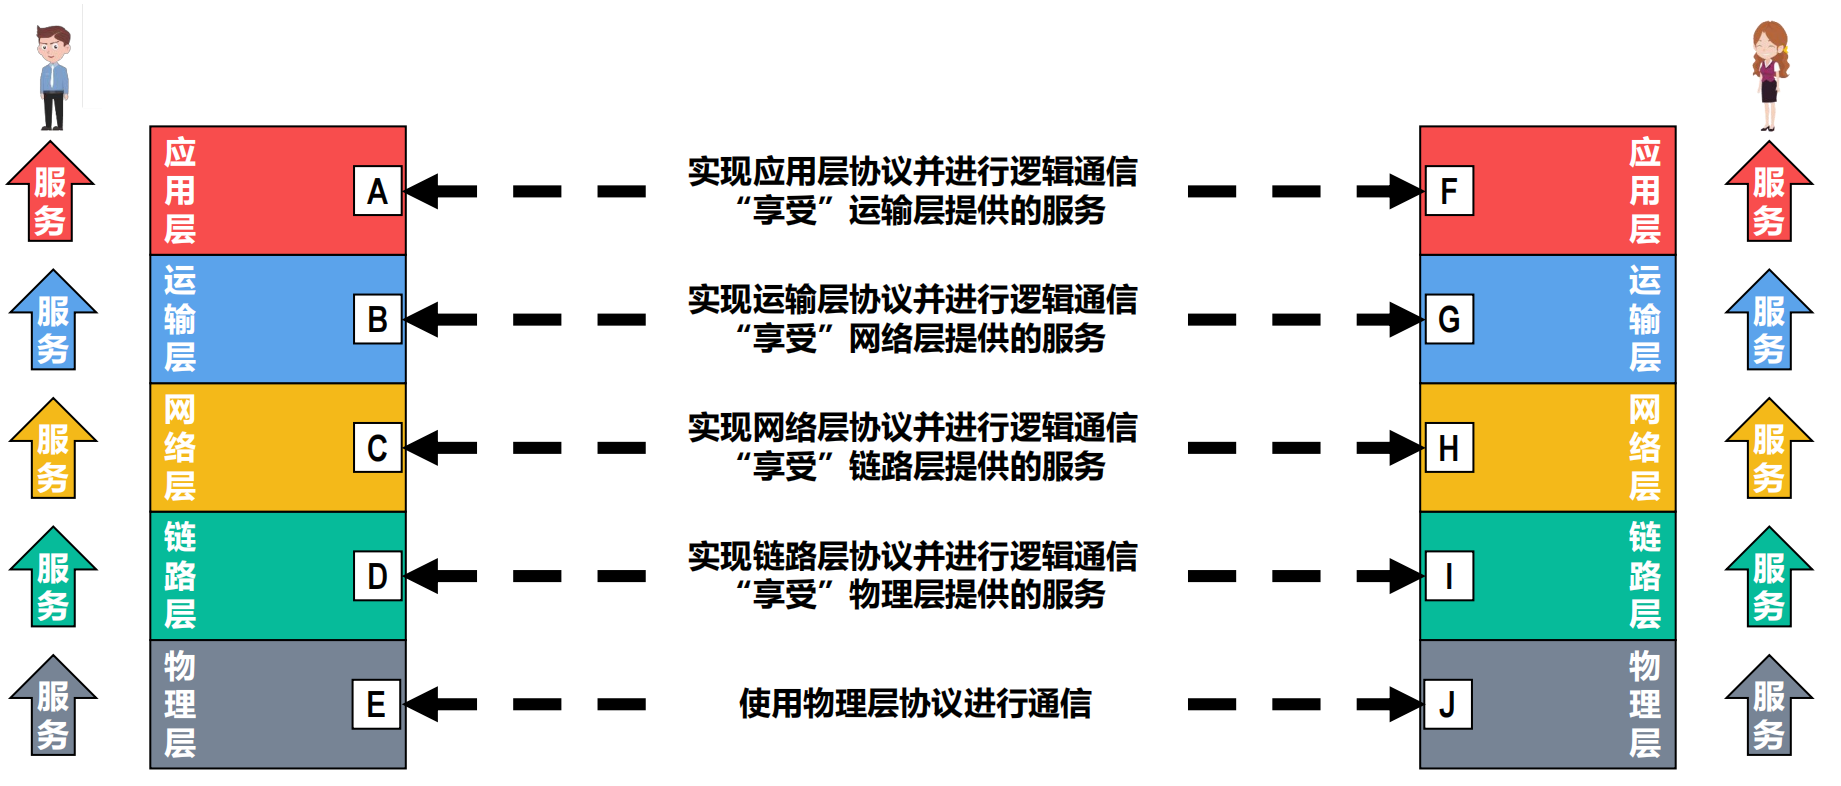 应用层
A
实现应用层协议并进行逻辑通信
“享受”运输层提供的服务
F
应用层
服务
服务
运输层
B
实现运输层协议并进行逻辑通信
“享受”网络层提供的服务
G
运输层
服务
服务
网络层
C
实现网络层协议并进行逻辑通信
“享受”链路层提供的服务
H
网络层
服务
服务
链路层
D
实现链路层协议并进行逻辑通信
“享受”物理层提供的服务
I
链路层
服务
服务
物理层
E
使用物理层协议进行通信
J
物理层
服务
服务